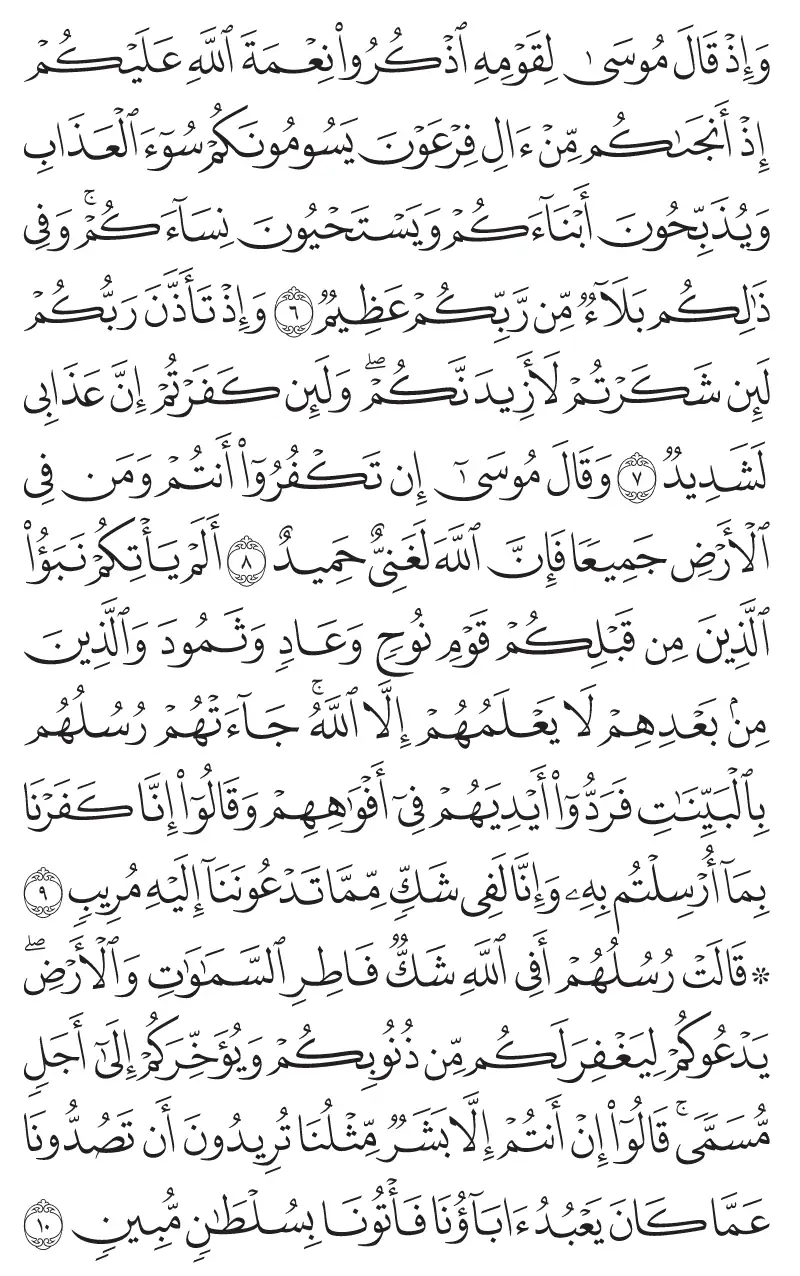 وَإِذۡ قَالَ مُوسَىٰ لِقَوۡمِهِ ٱذۡكُرُواْ نِعۡمَةَ ٱللَّهِ عَلَيۡكُمۡ
إِذۡ أَنجَىٰكُم مِّنۡ ءَالِ فِرۡعَوۡنَ يَسُومُونَكُمۡ سُوٓءَ ٱلۡعَذَابِ
وَيُذَبِّحُونَ أَبۡنَآءَكُمۡ وَيَسۡتَحۡيُونَ نِسَآءَكُمۡۚ وَفِي
ذَٰلِكُم بَلَآءٞ مِّن رَّبِّكُمۡ عَظِيمٞ ٦ وَإِذۡ تَأَذَّنَ رَبُّكُمۡ
لَئِن شَكَرۡتُمۡ لَأَزِيدَنَّكُمۡۖ وَلَئِن كَفَرۡتُمۡ إِنَّ عَذَابِي
لَشَدِيدٞ ٧ وَقَالَ مُوسَىٰٓ إِن تَكۡفُرُوٓاْ أَنتُمۡ وَمَن فِي
ٱلۡأَرۡضِ جَمِيعٗا فَإِنَّ ٱللَّهَ لَغَنِيٌّ حَمِيدٌ ٨ أَلَمۡ يَأۡتِكُمۡ نَبَؤُاْ
ٱلَّذِينَ مِن قَبۡلِكُمۡ قَوۡمِ نُوحٖ وَعَادٖ وَثَمُودَ وَٱلَّذِينَ
مِنۢ بَعۡدِهِمۡ لَا يَعۡلَمُهُمۡ إِلَّا ٱللَّهُۚ جَآءَتۡهُمۡ رُسُلُهُم
بِٱلۡبَيِّنَٰتِ فَرَدُّوٓاْ أَيۡدِيَهُمۡ فِيٓ أَفۡوَٰهِهِمۡ وَقَالُوٓاْ إِنَّا كَفَرۡنَا
بِمَآ أُرۡسِلۡتُم بِهِۦ وَإِنَّا لَفِي شَكّٖ مِّمَّا تَدۡعُونَنَآ إِلَيۡهِ مُرِيبٖ ٩
۞ قَالَتۡ رُسُلُهُمۡ أَفِي ٱللَّهِ شَكّٞ فَاطِرِ ٱلسَّمَٰوَٰتِ وَٱلۡأَرۡضِۖ
يَدۡعُوكُمۡ لِيَغۡفِرَ لَكُم مِّن ذُنُوبِكُمۡ وَيُؤَخِّرَكُمۡ إِلَىٰٓ أَجَلٖ
مُّسَمّٗىۚ قَالُوٓاْ إِنۡ أَنتُمۡ إِلَّا بَشَرٞ مِّثۡلُنَا تُرِيدُونَ أَن تَصُدُّونَا
عَمَّا كَانَ يَعۡبُدُ ءَابَآؤُنَا فَأۡتُونَا بِسُلۡطَٰنٖ مُّبِينٖ ١٠